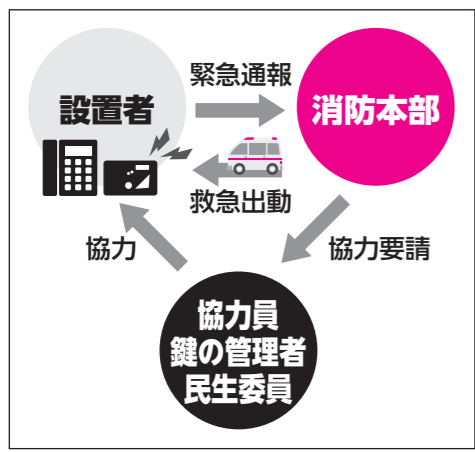 緊急通報
設置者
消防本部
救急出動
協力
協力要請
協力員
鍵の管理者
民生委員